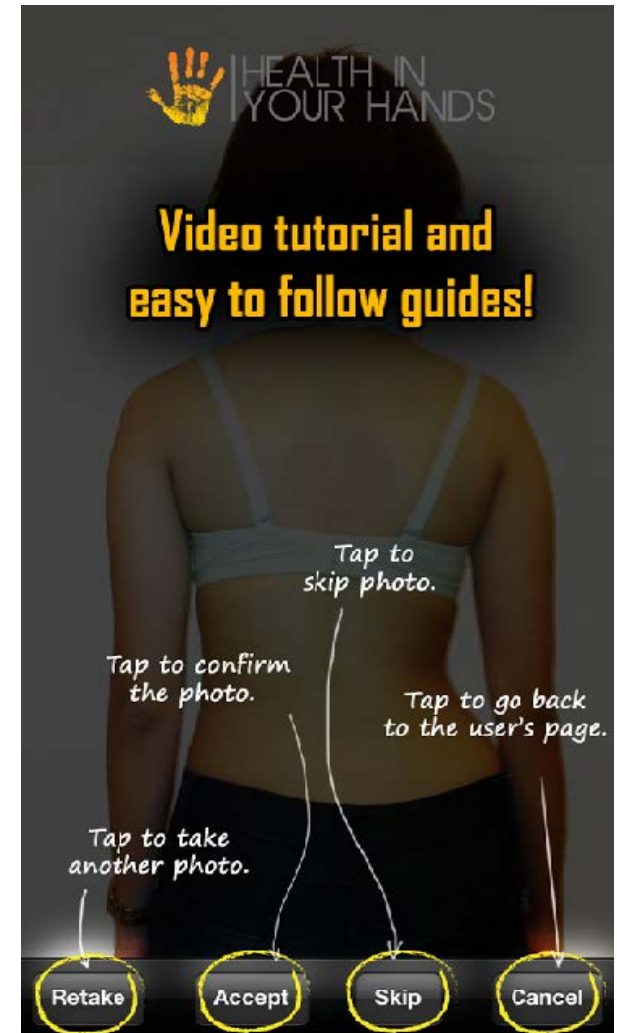 HEALTH IN
YOUR HANDS
Video tutorial and
easy to follow guides!
Tap to
skip photo.
Tap to confirm
the photo.
Tap to go back
to the user's page.
Tap to take
another photo.
Retake
Accept
Skip
Cancel